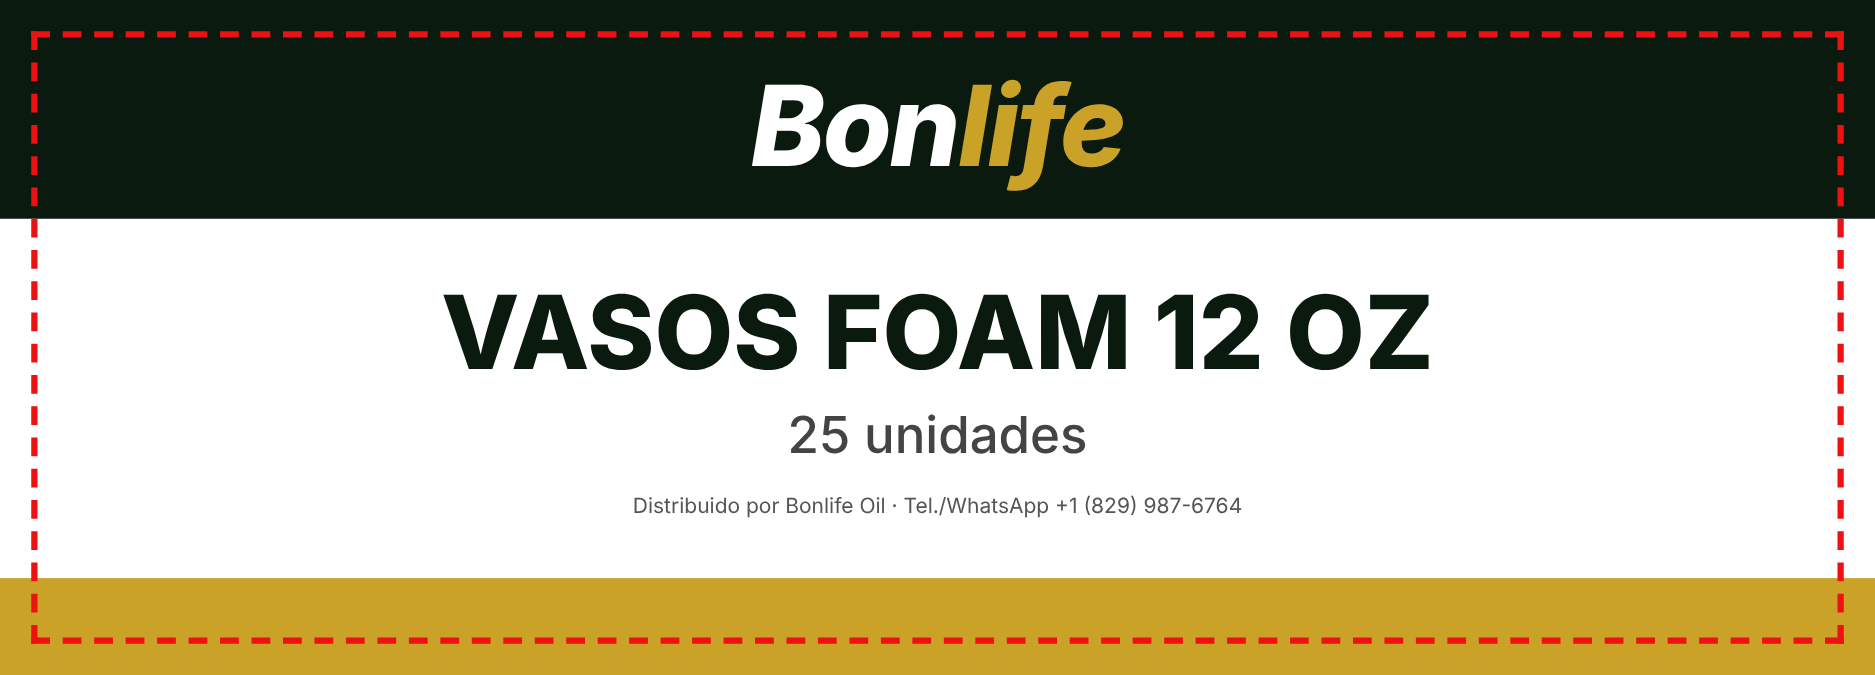 Bonlife
VASOS FOAM 12 OZ
25 unidades
Distribuido por Bonlife Oil · Tel./WhatsApp +1 (829) 987-6764